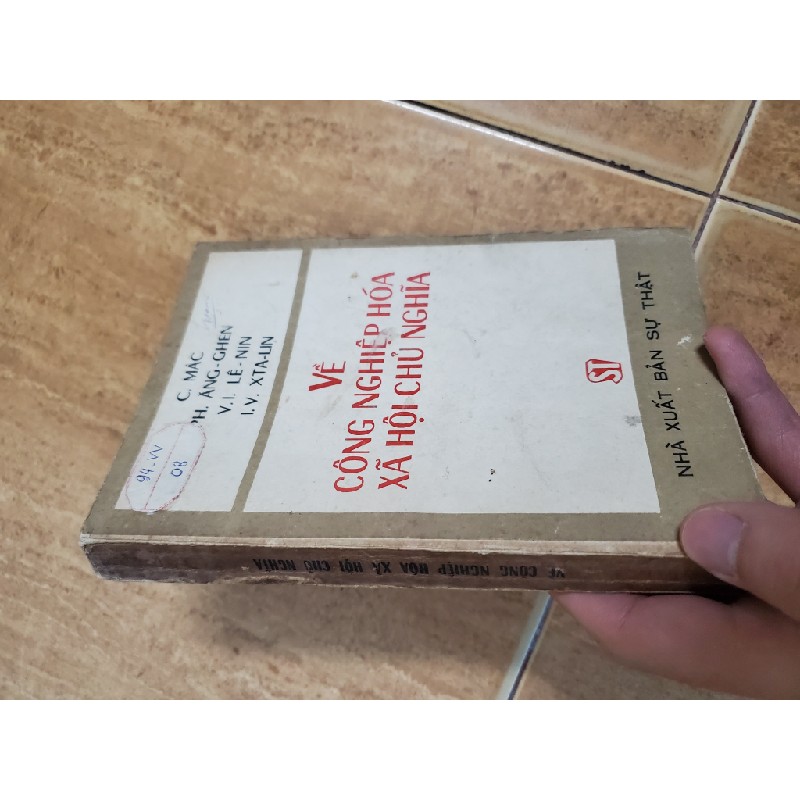 C. MÁC
PH. ĂNG-GHEN
V.I. LÊ-NIN
I.V. XTA-LIN
94.VV
08
VỀ
CÔNG NGHIỆP HÓA
XÃ HỘI CHỦ NGHĨA
ST
NHÀ XUẤT BẢN SỰ THẬT
VỀ CÔNG NGHIỆP HÓA XÃ HỘI CHỦ NGHĨA